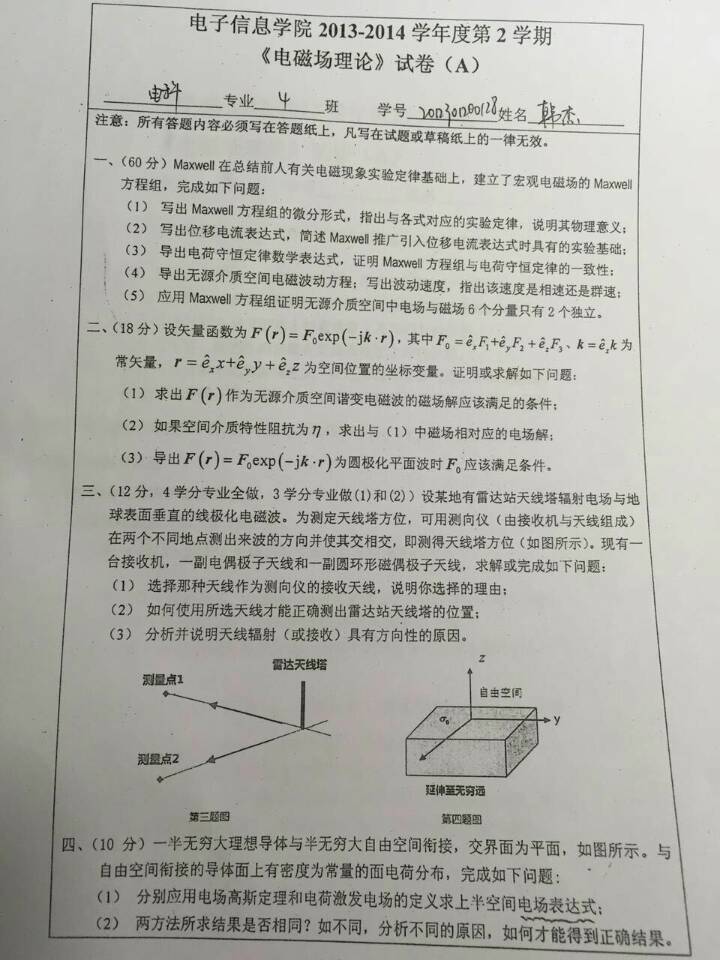 电子信息学院 2013-2014 学年度第 2 学期
《电磁场理论》试卷（A）
电科 专业 4 班 学号 姓名 韩杰
注意：所有答题内容必须写在答题纸上，凡写在试题或草稿纸上的一律无效。
一、（60 分）Maxwell 在总结前人有关电磁现象实验定律基础上，建立了宏观电磁场的 Maxwell
方程组，完成如下问题：
（1） 写出 Maxwell 方程组的微分形式，指出与各式对应的实验定律，说明其物理意义；
（2） 写出位移电流表达式，简述 Maxwell 推广引入位移电流表达式时具有的实验基础；
（3） 导出电荷守恒定律数学表达式，证明 Maxwell 方程组与电荷守恒定律的一致性；
（4） 导出无源介质空间电磁波动方程；写出波动速度，指出该速度是相速还是群速；
（5） 应用 Maxwell 方程组证明无源介质空间中电场与磁场 6 个分量只有 2 个独立。
二、（18 分）设矢量函数为 F(r)=F₀exp(−jk·r)，其中 F₀=êₓF₁+ê_yF₂+ê_zF₃、k=ê_zk 为
常矢量，r=êₓx+ê_yy+ê_zz 为空间位置的坐标变量。证明或求解如下问题：
（1）求出 F(r) 作为无源介质空间谐变电磁波的磁场解应该满足的条件；
（2）如果空间介质特性阻抗为 η，求出与（1）中磁场相对应的电场解；
（3）导出 F(r)=F₀exp(−jk·r) 为圆极化平面波时 F₀ 应该满足条件。
三、（12 分，4 学分专业全做，3 学分专业做(1)和(2)）设某地有雷达站天线塔辐射电场与地
球表面垂直的线极化电磁波。为测定天线塔方位，可用测向仪（由接收机与天线组成）
在两个不同地点测出来波的方向并使其交相交，即测得天线塔方位（如图所示）。现有一
台接收机，一副电偶极子天线和一副圆环形磁偶极子天线，求解或完成如下问题：
（1） 选择那种天线作为测向仪的接收天线，说明你选择的理由；
（2） 如何使用所选天线才能正确测出雷达站天线塔的位置；
（3） 分析并说明天线辐射（或接收）具有方向性的原因。
雷达天线塔
测量点1
测量点2
第三题图
z
自由空间
σ₀
y
延伸至无穷远
第四题图
四、（10 分）一半无穷大理想导体与半无穷大自由空间衔接，交界面为平面，如图所示。与
自由空间衔接的导体面上有密度为常量的面电荷分布，完成如下问题：
（1） 分别应用电场高斯定理和电荷激发电场的定义求上半空间电场表达式；
（2） 两方法所求结果是否相同？如不同，分析不同的原因，如何才能得到正确结果。